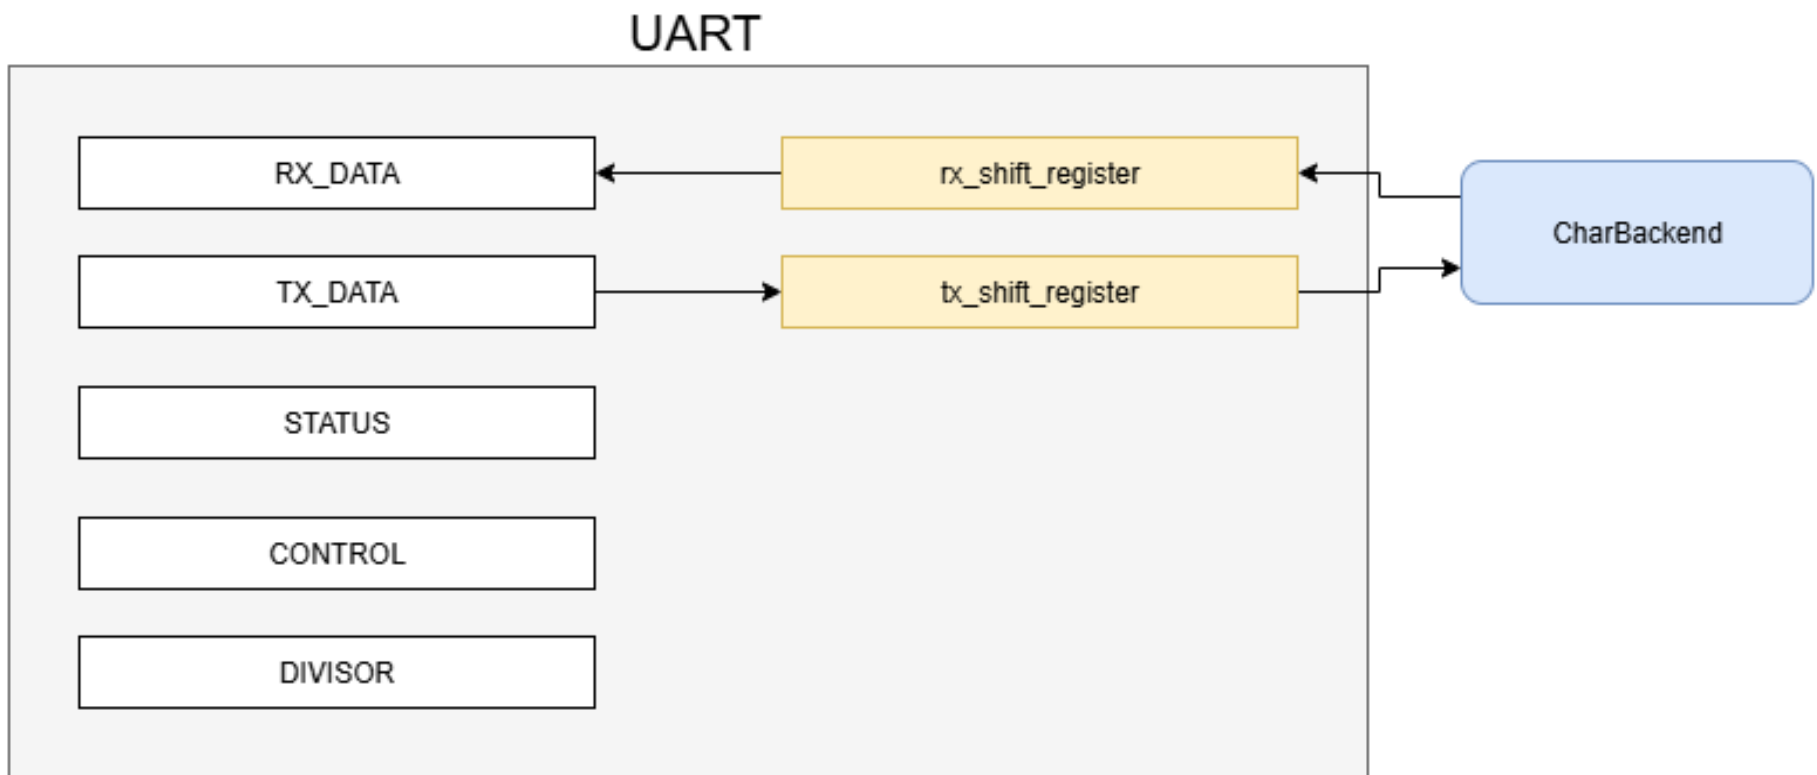 UART
RX_DATA
rx_shift_register
CharBackend
TX_DATA
tx_shift_register
STATUS
CONTROL
DIVISOR